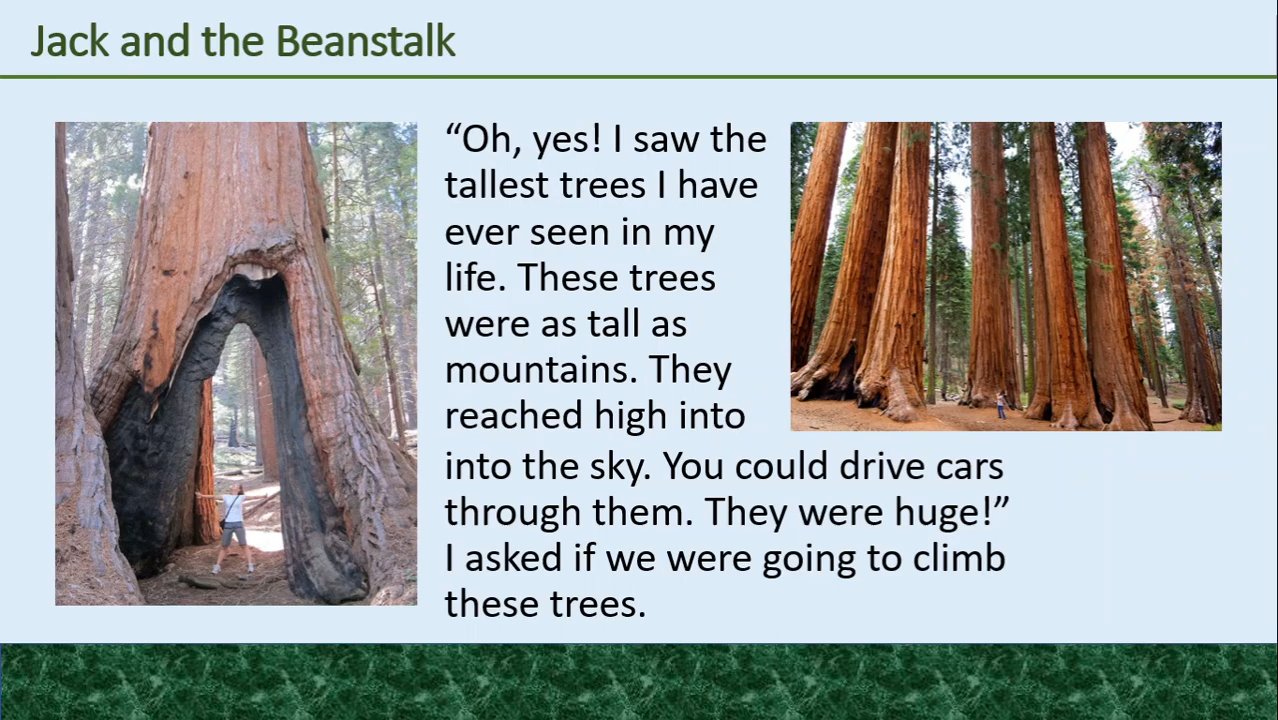 Jack and the Beanstalk
“Oh, yes! I saw the
tallest trees I have
ever seen in my
life. These trees
were as tall as
mountains. They
reached high into
into the sky. You could drive cars
through them. They were huge!”
I asked if we were going to climb
these trees.